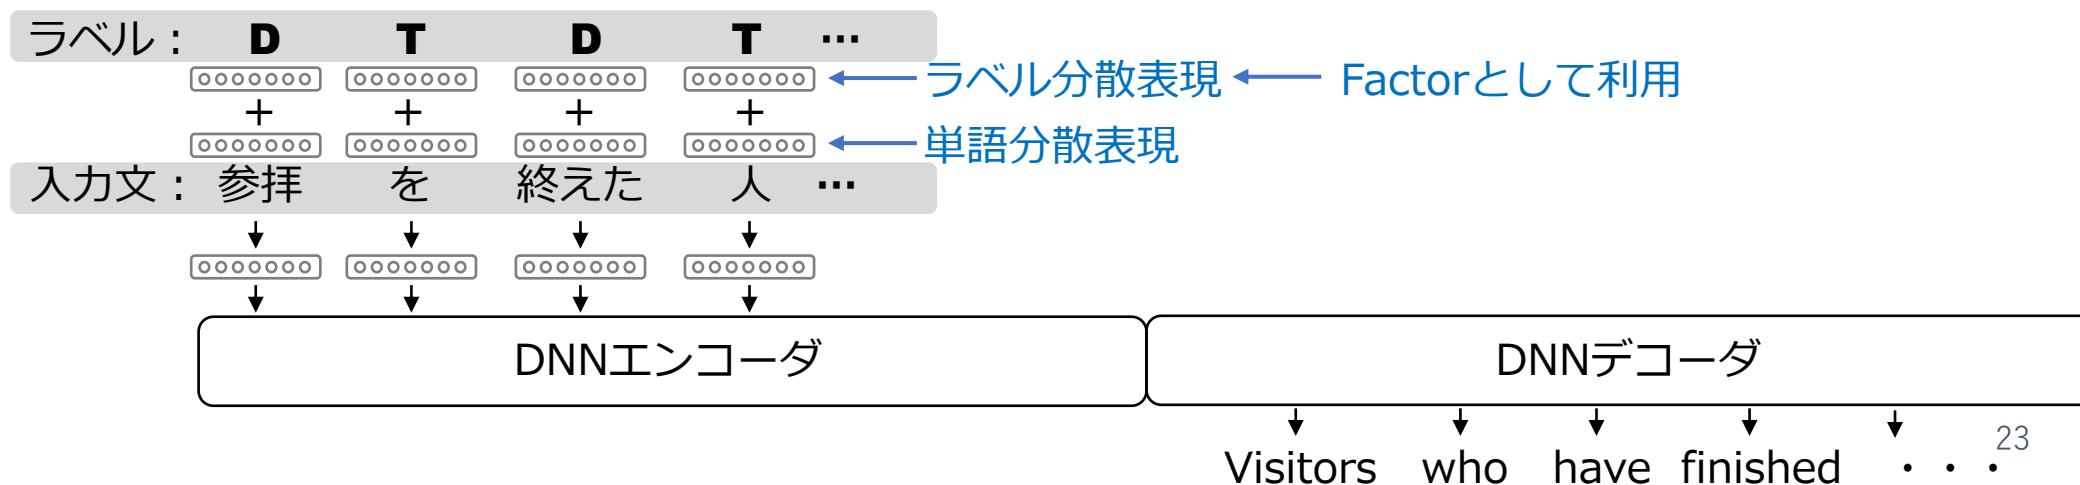 ラベル： D T D T …
ラベル分散表現 Factorとして利用
+ + + +
単語分散表現
入力文： 参拝 を 終えた 人 …
DNNエンコーダ DNNデコーダ
23
Visitors who have finished ・・・